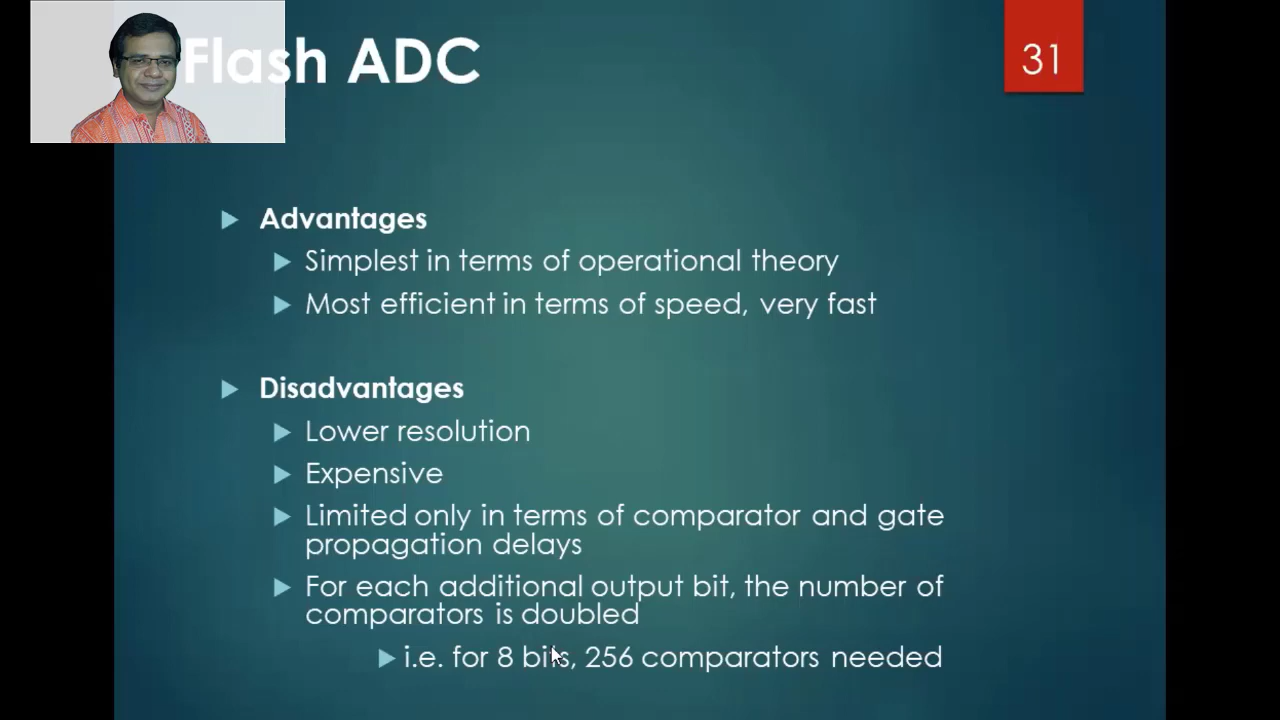 Flash ADC
31
Advantages
Simplest in terms of operational theory
Most efficient in terms of speed, very fast
Disadvantages
Lower resolution
Expensive
Limited only in terms of comparator and gate
propagation delays
For each additional output bit, the number of
comparators is doubled
i.e. for 8 bits, 256 comparators needed